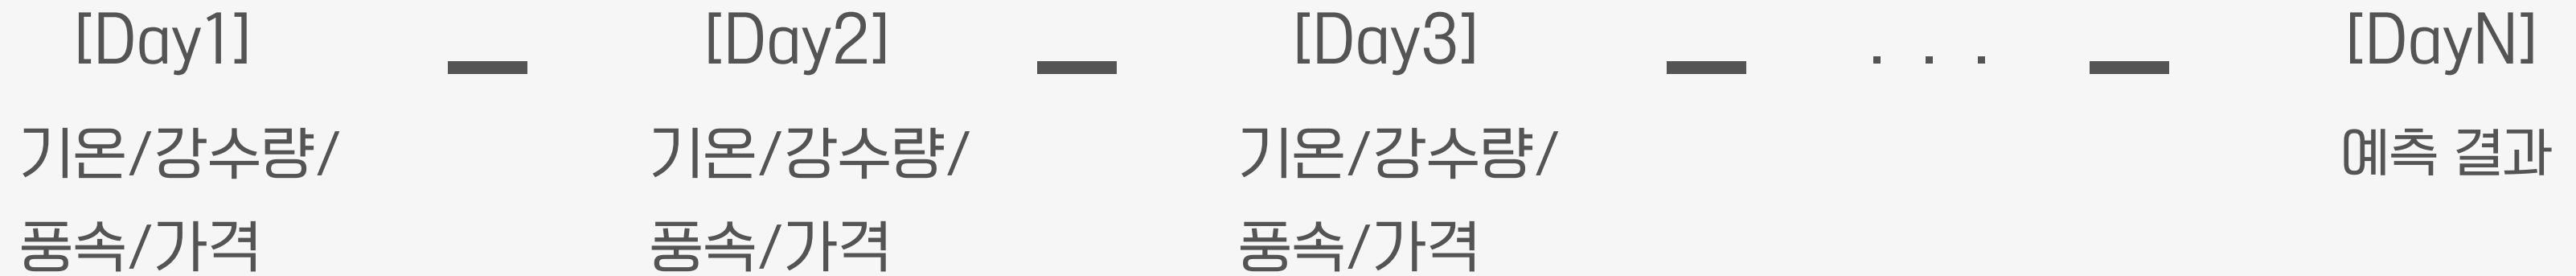 [Day1] [Day2] [Day3] . . . [DayN]
기온/강수량/ 기온/강수량/ 기온/강수량/ 예측 결과
풍속/가격 풍속/가격 풍속/가격